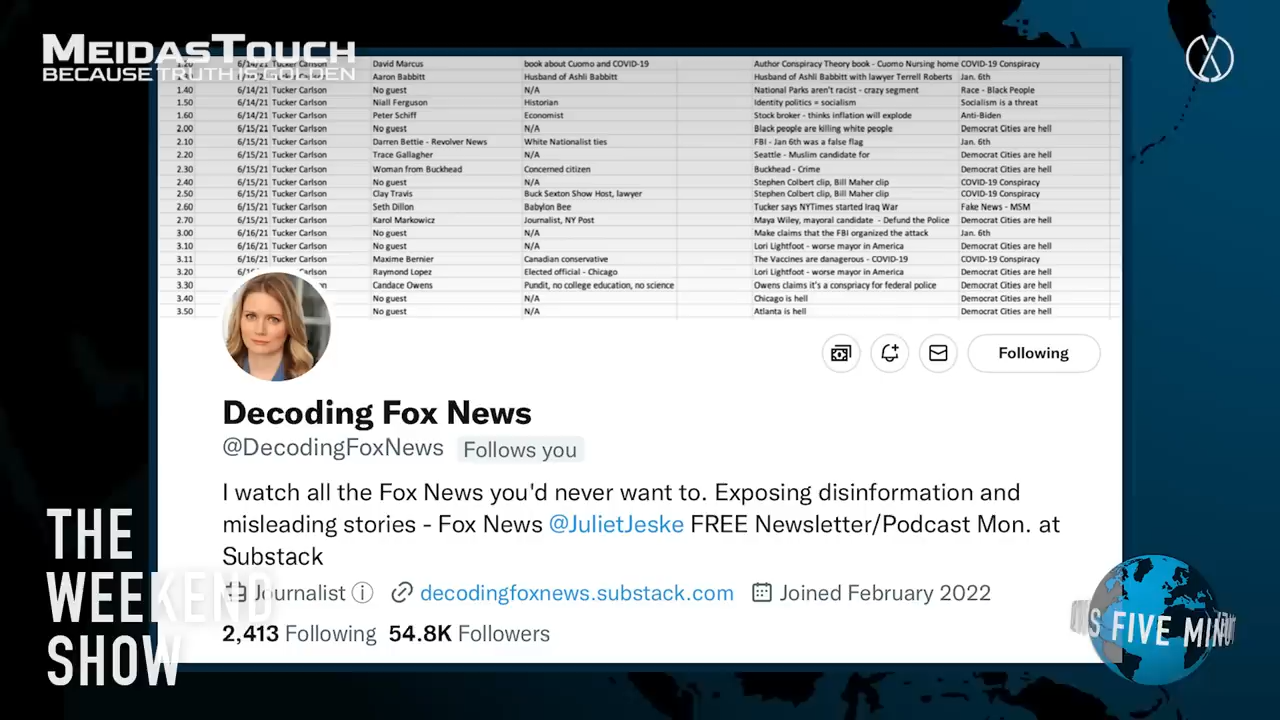 MEIDASTOUCH
BECAUSE TRUTH IS GOLDEN
1.20 6/14/21 Tucker Carlson David Marcus book about Cuomo and COVID-19 Author Conspiracy Theory book - Cuomo Nursing home COVID-19 Conspiracy
6/14/21 Tucker Carlson Aaron Babbitt Husband of Ashli Babbitt Husband of Ashli Babbitt with lawyer Terrell Roberts Jan. 6th
1.40 6/14/21 Tucker Carlson No guest N/A National Parks aren't racist - crazy segment Race - Black People
1.50 6/14/21 Tucker Carlson Niall Ferguson Historian Identity politics = socialism Socialism is a threat
1.60 6/14/21 Tucker Carlson Peter Schiff Economist Stock broker - thinks inflation will explode Anti-Biden
2.00 6/15/21 Tucker Carlson No guest N/A Black people are killing white people Democrat Cities are hell
2.10 6/15/21 Tucker Carlson Darren Bettie - Revolver News White Nationalist ties FBI - Jan 6th was a false flag Jan. 6th
2.20 6/15/21 Tucker Carlson Trace Gallagher N/A Seattle - Muslim candidate for Democrat Cities are hell
2.30 6/15/21 Tucker Carlson Woman from Buckhead Concerned citizen Buckhead - Crime Democrat Cities are hell
2.40 6/15/21 Tucker Carlson No guest N/A Stephen Colbert clip, Bill Maher clip COVID-19 Conspiracy
2.50 6/15/21 Tucker Carlson Clay Travis Buck Sexton Show Host, lawyer Stephen Colbert clip, Bill Maher clip COVID-19 Conspiracy
2.60 6/15/21 Tucker Carlson Seth Dillon Babylon Bee Tucker says NYTimes started Iraq War Fake News - MSM
2.70 6/15/21 Tucker Carlson Karol Markowicz Journalist, NY Post Maya Wiley, mayoral candidate - Defund the Police Democrat Cities are hell
3.00 6/16/21 Tucker Carlson No guest N/A Make claims that the FBI organized the attack Jan. 6th
3.10 6/16/21 Tucker Carlson No guest N/A Lori Lightfoot - worse mayor in America Democrat Cities are hell
3.11 6/16/21 Tucker Carlson Maxime Bernier Canadian conservative The Vaccines are danagerous - COVID-19 COVID-19 Conspiracy
3.20 Raymond Lopez Elected official - Chicago Lori Lightfoot - worse mayor in America Democrat Cities are hell
3.30 Candace Owens Pundit, no college education, no science Owens claims it's a conspriacy for federal police Democrat Cities are hell
3.40 No guest N/A Chicago is hell Democrat Cities are hell
3.50 No guest N/A Atlanta is hell Democrat Cities are hell
Following
Decoding Fox News
@DecodingFoxNews Follows you
I watch all the Fox News you'd never want to. Exposing disinformation and
misleading stories - Fox News @JulietJeske FREE Newsletter/Podcast Mon. at
Substack
Journalist decodingfoxnews.substack.com Joined February 2022
2,413 Following 54.8K Followers
THE
WEEKEND
SHOW
FIVE